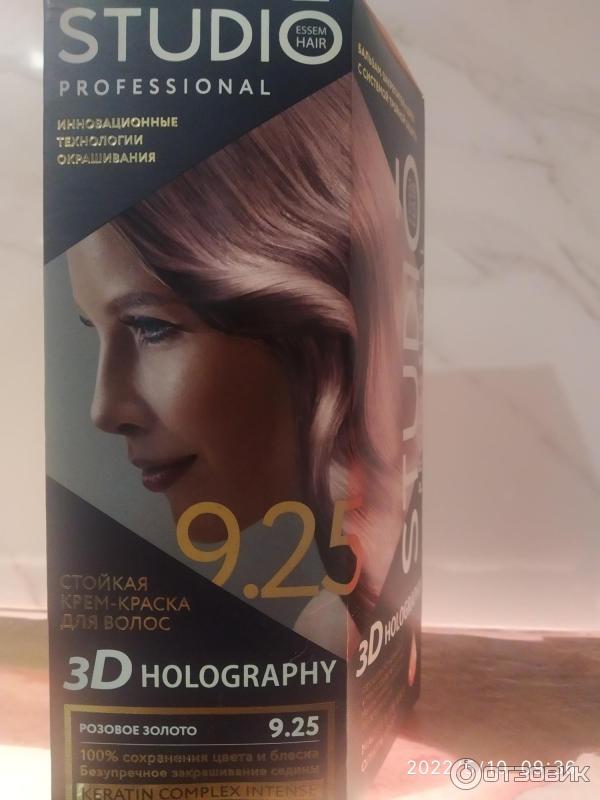 STUDIO
ESSEM
HAIR
PROFESSIONAL
ИННОВАЦИОННЫЕ
ТЕХНОЛОГИИ
ОКРАШИВАНИЯ
9.25
СТОЙКАЯ
КРЕМ-КРАСКА
ДЛЯ ВОЛОС
3D HOLOGRAPHY
РОЗОВОЕ ЗОЛОТО 9.25
100% сохранения цвета и блеска
Безупречное закрашивание седины
KERATIN COMPLEX INTENSE
С СИСТЕМОЙ
STUDIO
3D HOLOGRAPHY
ОТЗОВИК